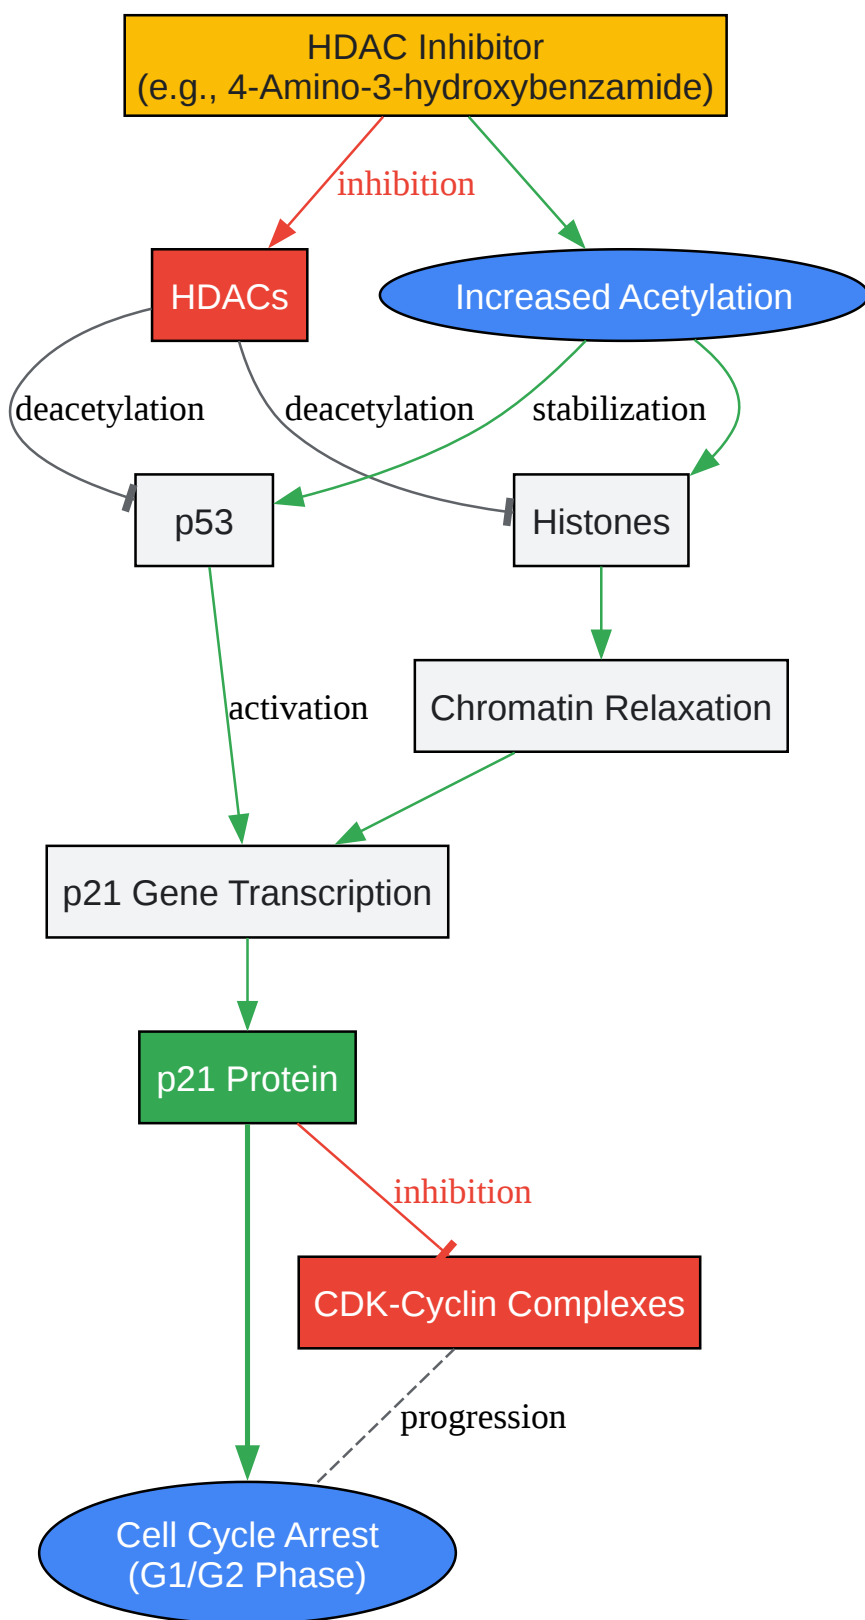 HDAC Inhibitor
(e.g., 4-Amino-3-hydroxybenzamide)
inhibition
HDACs
Increased Acetylation
deacetylation
deacetylation
stabilization
p53
Histones
activation
Chromatin Relaxation
p21 Gene Transcription
p21 Protein
inhibition
CDK-Cyclin Complexes
progression
Cell Cycle Arrest
(G1/G2 Phase)